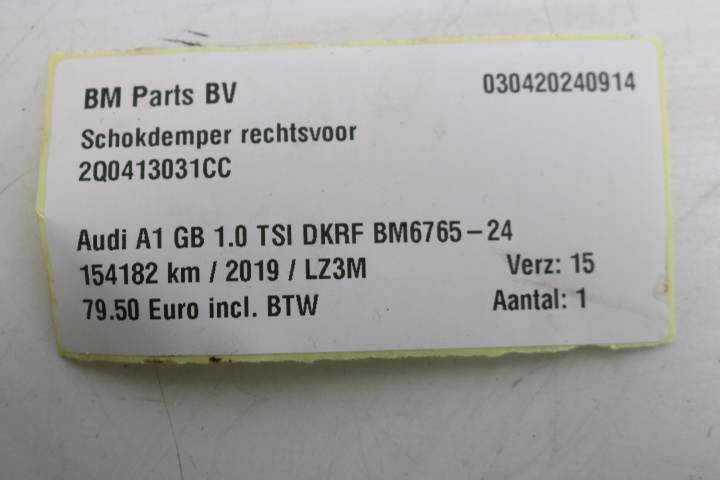 BM Parts BV 030420240914
Schokdemper rechtsvoor
2Q0413031CC
Audi A1 GB 1.0 TSI DKRF BM6765-24
154182 km / 2019 / LZ3M Verz: 15
79.50 Euro incl. BTW Aantal: 1